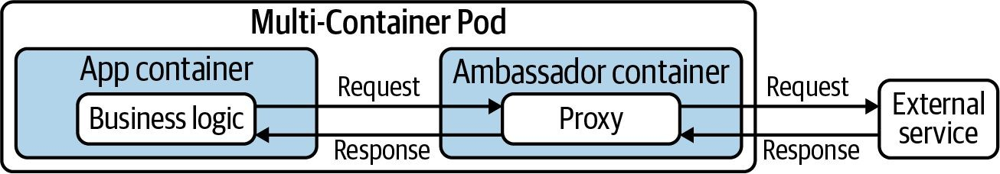 Multi-Container Pod
App container
Business logic
Request
Response
Ambassador container
Proxy
Request
Response
External
service